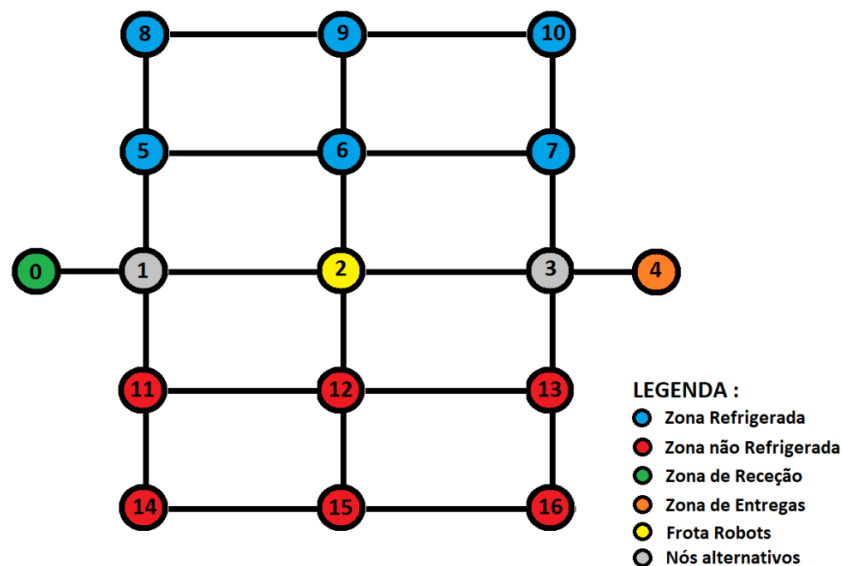 8 9 10
5 6 7
0 1 2 3 4
11 12 13
14 15 16
LEGENDA :
Zona Refrigerada
Zona não Refrigerada
Zona de Receção
Zona de Entregas
Frota Robots
Nós alternativos